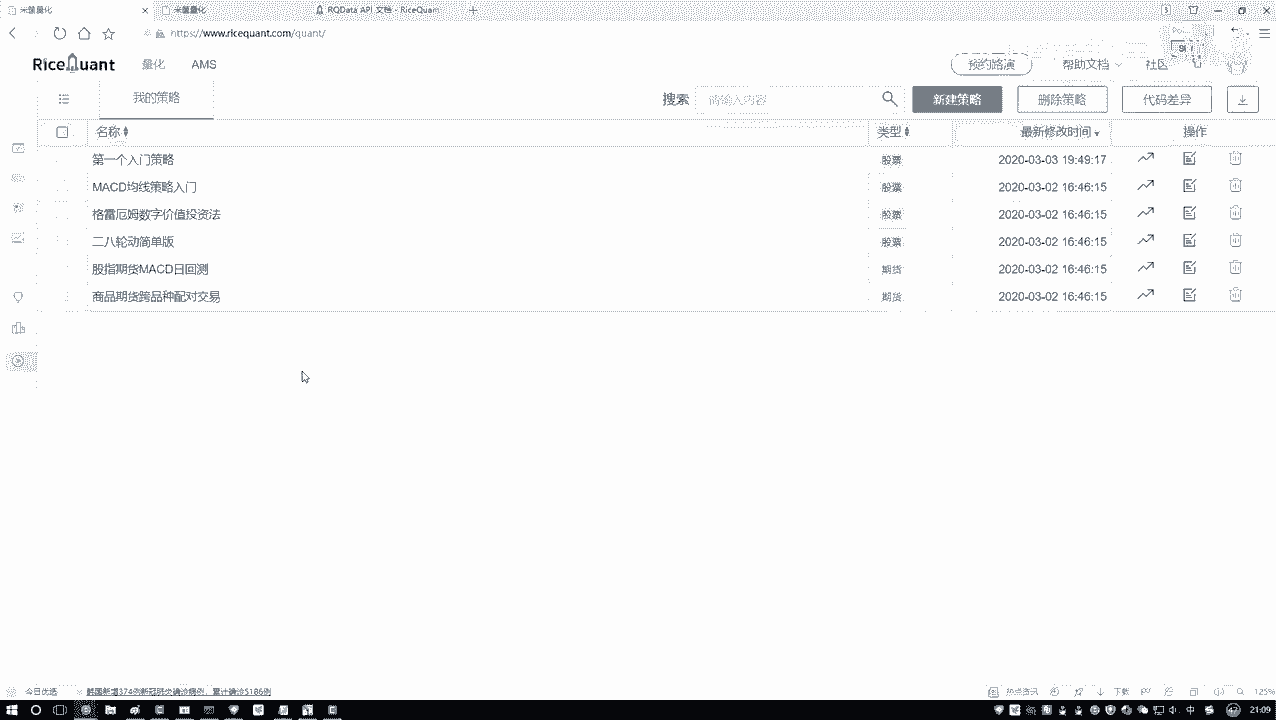 米筐量化
米筐量化
RQData API 文档 - RiceQuan
https://www.ricequant.com/quant/
RiceQuant
量化
AMS
预约路演
帮助文档
社区
我的策略
搜索
请输入内容
新建策略
删除策略
代码差异
名称
类型
最新修改时间
操作
第一个入门策略 股票 2020-03-03 19:49:17
MACD均线策略入门 股票 2020-03-02 16:46:15
格雷厄姆数字价值投资法 股票 2020-03-02 16:46:15
二八轮动简单版 股票 2020-03-02 16:46:15
股指期货MACD日回测 期货 2020-03-02 16:46:15
商品期货跨品种配对交易 期货 2020-03-02 16:46:15
今日优选
韩国新增374例新冠肺炎确诊病例，累计确诊5186例
热点资讯
下载
125%
中
21:09